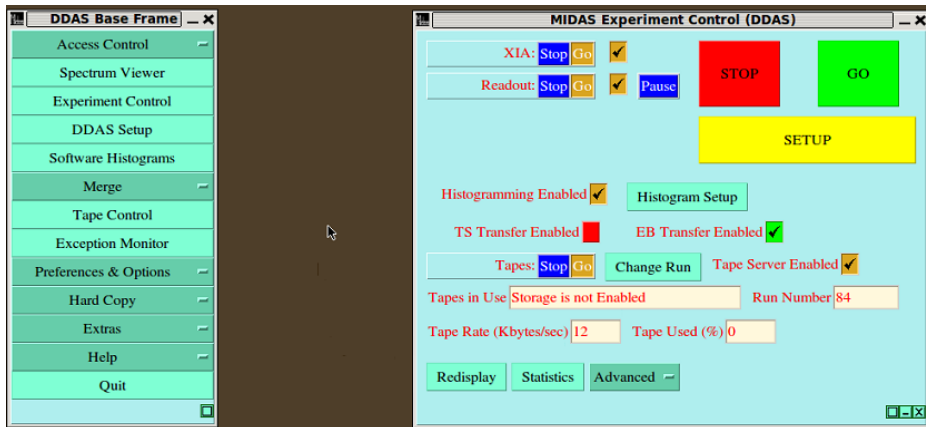 DDAS Base Frame
Access Control
Spectrum Viewer
Experiment Control
DDAS Setup
Software Histograms
Merge
Tape Control
Exception Monitor
Preferences & Options
Hard Copy
Extras
Help
Quit
MIDAS Experiment Control (DDAS)
XIA: Stop Go
Readout: Stop Go Pause
STOP GO
SETUP
Histogramming Enabled Histogram Setup
TS Transfer Enabled EB Transfer Enabled
Tapes: Stop Go Change Run Tape Server Enabled
Tapes in Use Storage is not Enabled Run Number 84
Tape Rate (Kbytes/sec) 12 Tape Used (%) 0
Redisplay Statistics Advanced